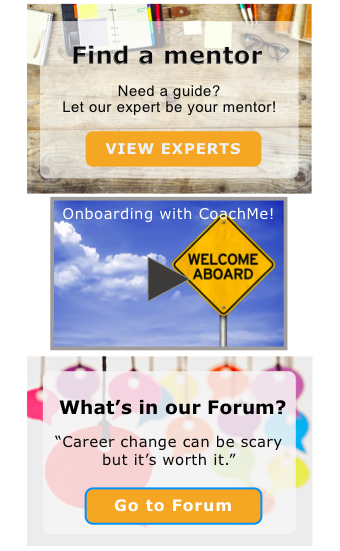 Find a mentor
Need a guide?
Let our expert be your mentor!
VIEW EXPERTS
Onboarding with CoachMe!
WELCOME
ABOARD
What’s in our Forum?
“Career change can be scary
but it’s worth it.”
Go to Forum